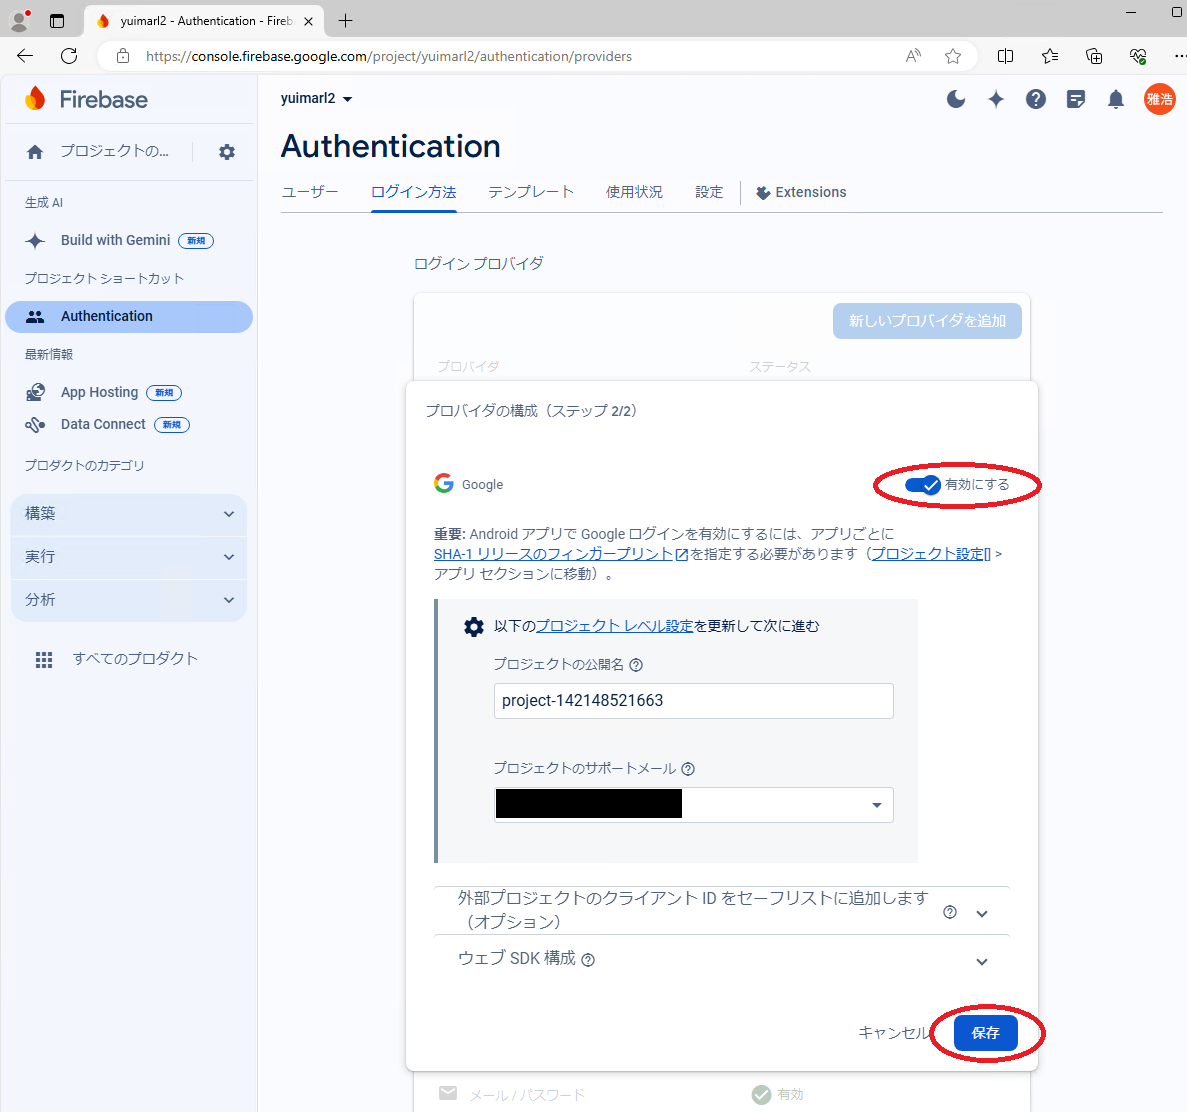 yuimarl2 - Authentication - Fireb
https://console.firebase.google.com/project/yuimarl2/authentication/providers
Firebase
プロジェクトの...
生成 AI
Build with Gemini 新規
プロジェクト ショートカット
Authentication
最新情報
App Hosting 新規
Data Connect 新規
プロダクトのカテゴリ
構築
実行
分析
すべてのプロダクト
yuimarl2
雅浩
Authentication
ユーザー ログイン方法 テンプレート 使用状況 設定 Extensions
ログイン プロバイダ
新しいプロバイダを追加
プロバイダ ステータス
プロバイダの構成（ステップ 2/2）
Google 有効にする
重要: Android アプリで Google ログインを有効にするには、アプリごとに
SHA-1 リリースのフィンガープリント を指定する必要があります（プロジェクト設定[] >
アプリ セクションに移動）。
以下のプロジェクト レベル設定を更新して次に進む
プロジェクトの公開名
project-142148521663
プロジェクトのサポートメール
外部プロジェクトのクライアント ID をセーフリストに追加します
（オプション）
ウェブ SDK 構成
キャンセル 保存
メール / パスワード 有効